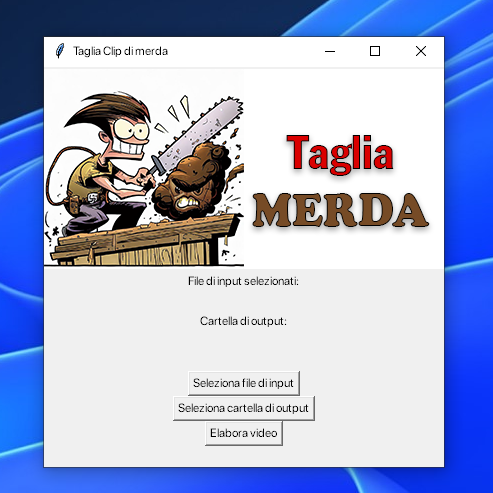 Taglia Clip di merda
Taglia
MERDA
File di input selezionati:
Cartella di output:
Seleziona file di input
Seleziona cartella di output
Elabora video